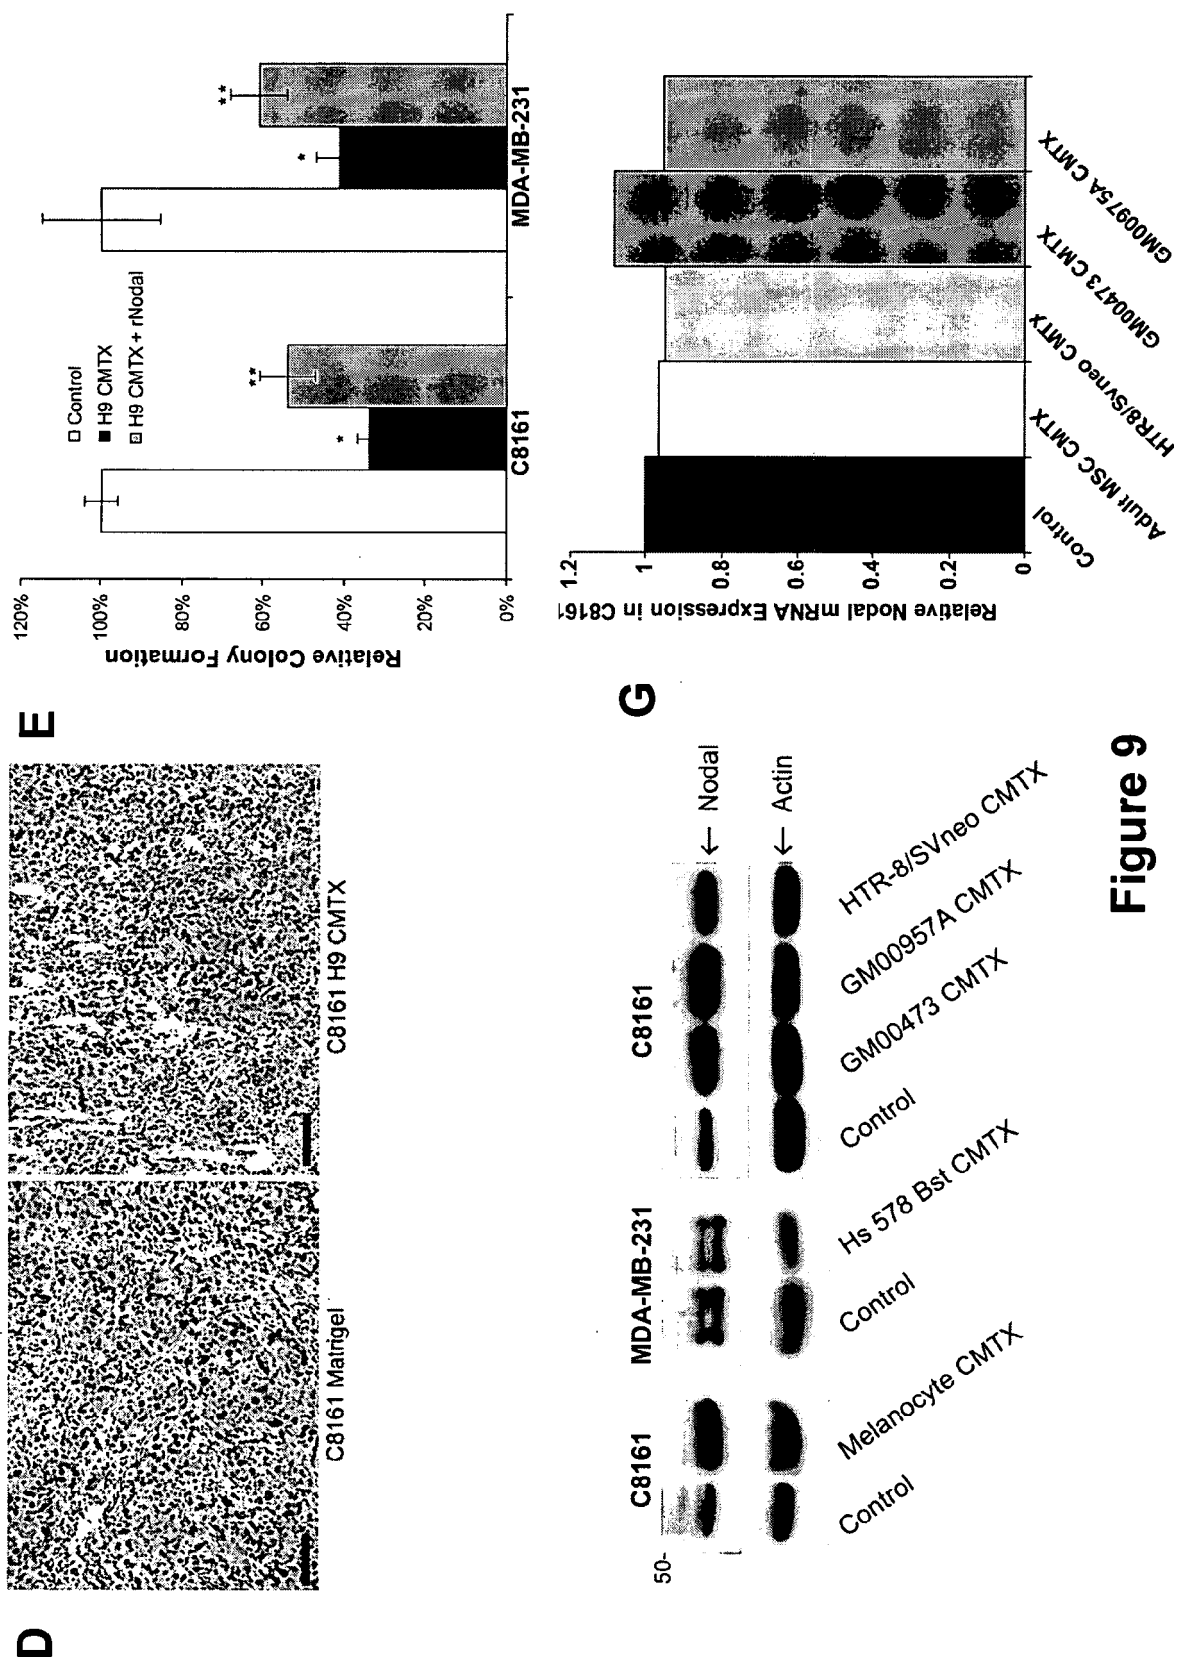 D
C8161 Matrigel
C8161 H9 CMTX
E
Relative Colony Formation
120%
100%
80%
60%
40%
20%
0%
Control
H9 CMTX
H9 CMTX + rNodal
*
**
*
**
C8161
MDA-MB-231
C8161
MDA-MB-231
C8161
50-
← Nodal
← Actin
Control
Melanocyte CMTX
Control
Hs 578 Bst CMTX
Control
GM00473 CMTX
GM00957A CMTX
HTR-8/SVneo CMTX
G
Relative Nodal mRNA Expression in C8161
1.2
1
0.8
0.6
0.4
0.2
0
Control
Adult MSC CMTX
HTR8/Svneo CMTX
GM00473 CMTX
GM00975A CMTX
Figure 9